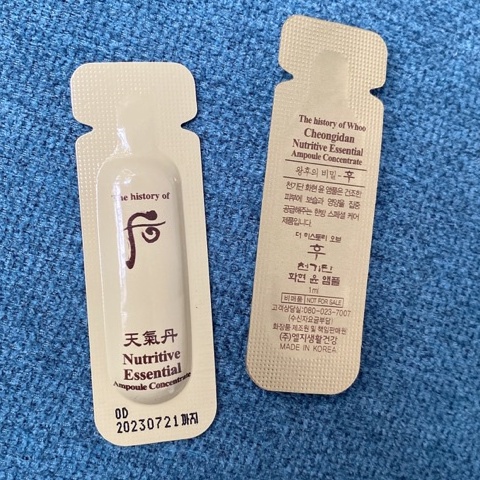 The history of
후
天氣丹
Nutritive
Essential
Ampoule Concentrate
OD
20230721까지
The history of Whoo
Cheongidan
Nutritive Essential
Ampoule Concentrate
왕후의 비밀-후
천기단 화현 윤 앰플은 건조한
피부에 보습과 영양을 집중
공급해주는 한방 스페셜 케어
제품입니다.
더 히스토리 오브
후
천기단
화현 윤 앰플
1ml
비매품 NOT FOR SALE
고객상담실:080-023-7007
(수신자요금부담)
화장품 제조원 및 책임판매원
(주)엘지생활건강
MADE IN KOREA